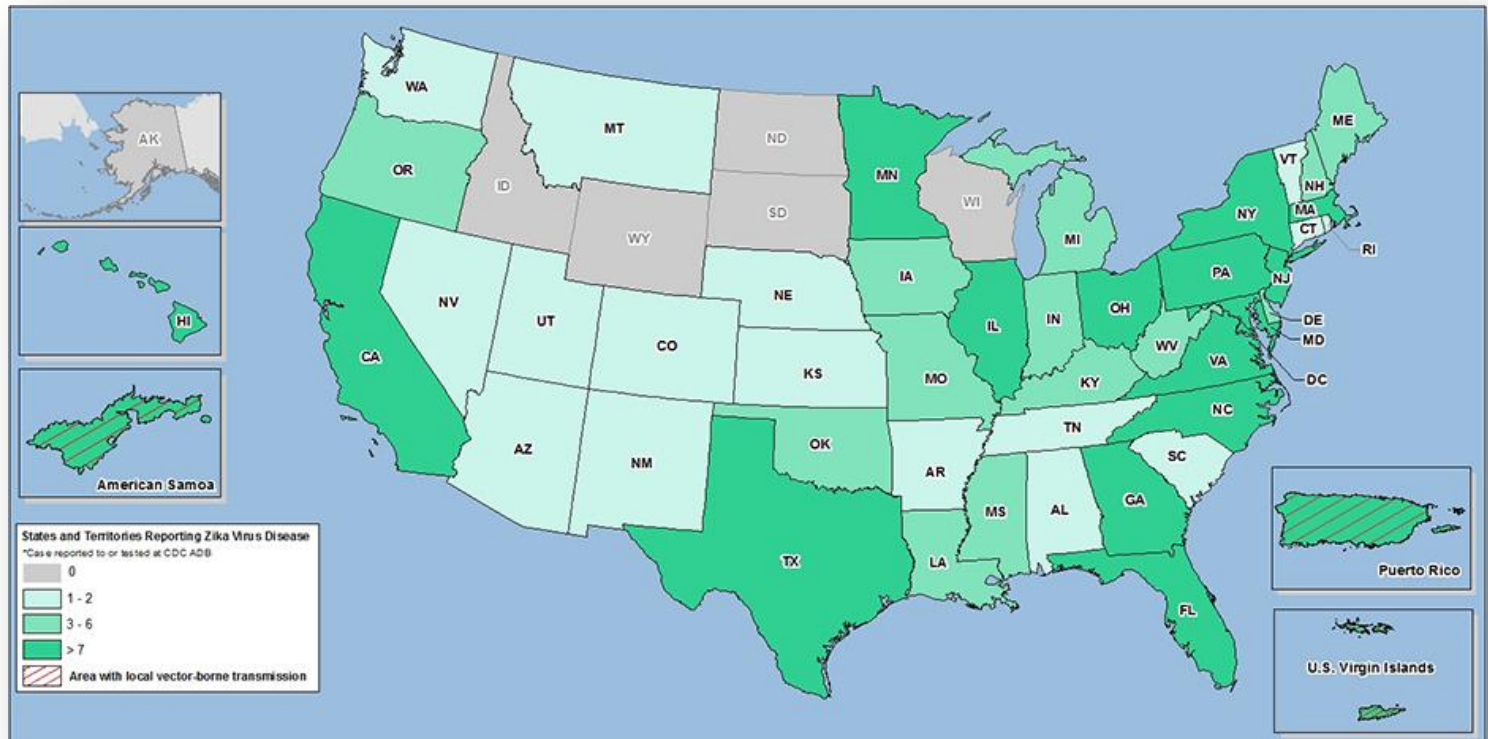 WA
MT
ND
ME
AK
OR
ID
MN
VT
NH
SD
WI
NY
MA
WY
MI
CT
RI
IA
PA
NJ
NV
NE
OH
HI
UT
IL
IN
DE
CA
CO
WV
MD
VA
KS
MO
KY
DC
NC
TN
AZ
NM
OK
AR
SC
American Samoa
MS
AL
GA
States and Territories Reporting Zika Virus Disease
*Case reported to or tested at CDC ADB
0
1 - 2
3 - 6
> 7
Area with local vector-borne transmission
TX
LA
Puerto Rico
FL
U.S. Virgin Islands